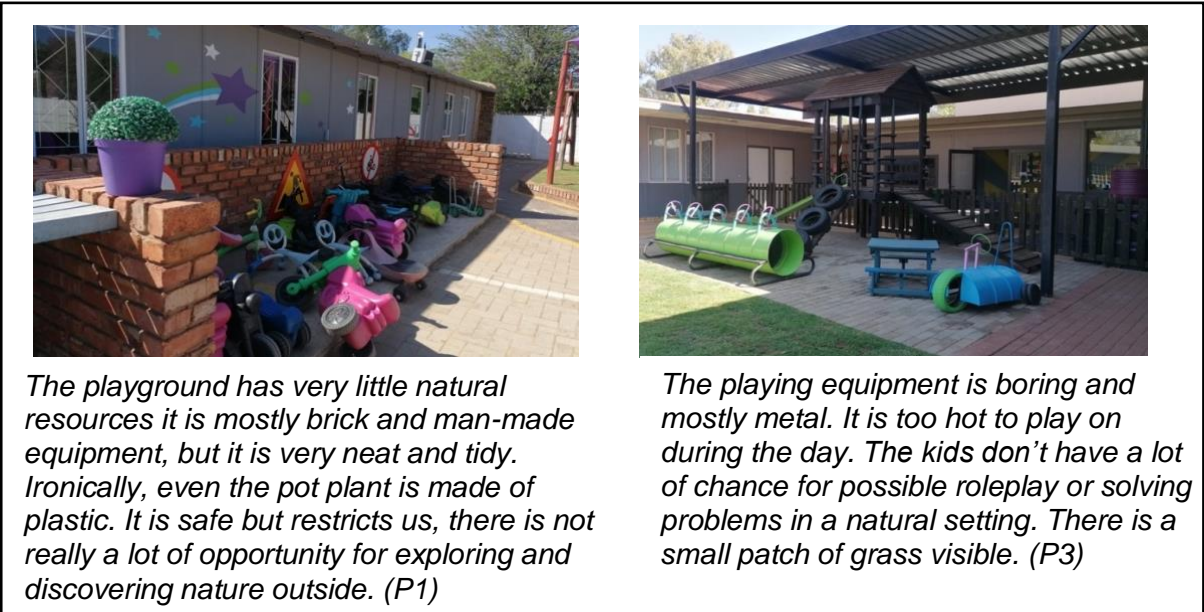 The playground has very little natural
resources it is mostly brick and man-made
equipment, but it is very neat and tidy.
Ironically, even the pot plant is made of
plastic. It is safe but restricts us, there is not
really a lot of opportunity for exploring and
discovering nature outside. (P1)
The playing equipment is boring and
mostly metal. It is too hot to play on
during the day. The kids don’t have a lot
of chance for possible roleplay or solving
problems in a natural setting. There is a
small patch of grass visible. (P3)